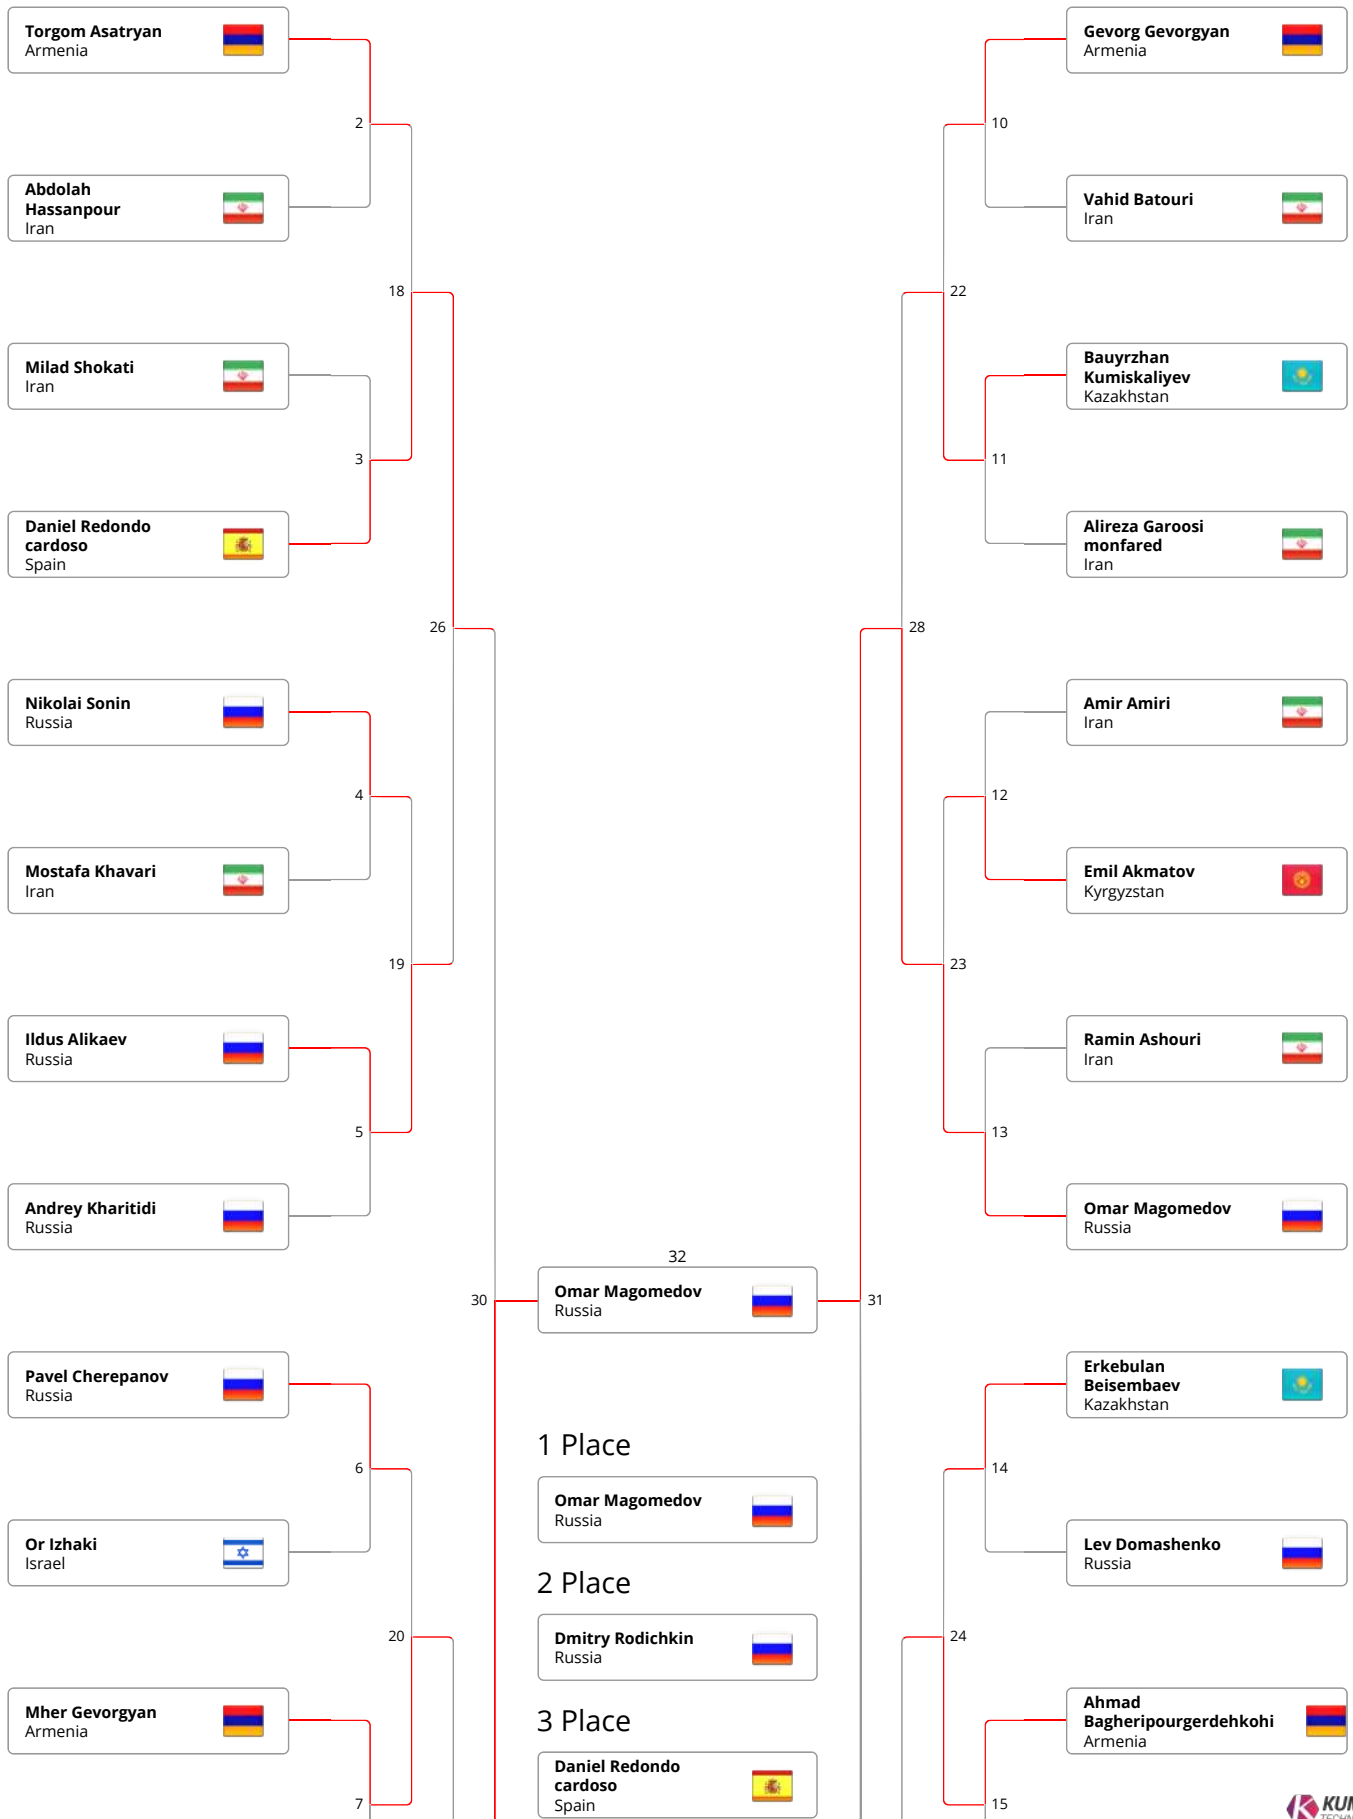 Torgom Asatryan
Armenia
2
Abdolah
Hassanpour
Iran
18
Milad Shokati
Iran
3
Daniel Redondo
cardoso
Spain
26
Nikolai Sonin
Russia
4
Mostafa Khavari
Iran
19
Ildus Alikaev
Russia
5
Andrey Kharitidi
Russia
30
Pavel Cherepanov
Russia
6
Or Izhaki
Israel
20
Mher Gevorgyan
Armenia
7
32
Omar Magomedov
Russia
1 Place
Omar Magomedov
Russia
2 Place
Dmitry Rodichkin
Russia
3 Place
Daniel Redondo
cardoso
Spain
Gevorg Gevorgyan
Armenia
10
Vahid Batouri
Iran
22
Bauyrzhan
Kumiskaliyev
Kazakhstan
11
Alireza Garoosi
monfared
Iran
28
Amir Amiri
Iran
12
Emil Akmatov
Kyrgyzstan
23
Ramin Ashouri
Iran
13
Omar Magomedov
Russia
31
Erkebulan
Beisembaev
Kazakhstan
14
Lev Domashenko
Russia
24
Ahmad
Bagheripourgerdehkohi
Armenia
15